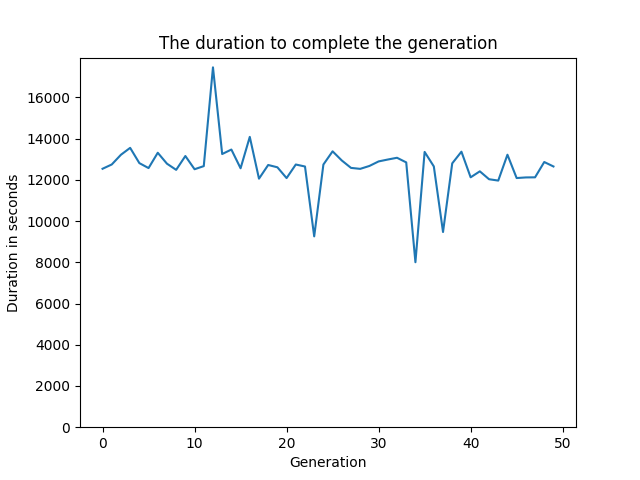 The duration to complete the generation
16000
14000
12000
10000
8000
6000
4000
2000
0
Duration in seconds
0 10 20 30 40 50
Generation